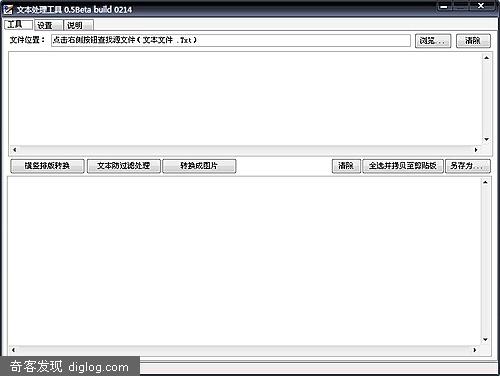 文本处理工具 0.5Beta build 0214
工具 设置 说明
文件位置： 点击右侧按钮查找源文件(文本文件 .Txt) 浏览... 清除
横竖排版转换 文本防过滤处理 转换成图片 清除 全选并拷贝至剪贴板 另存为...
奇客发现 diglog.com